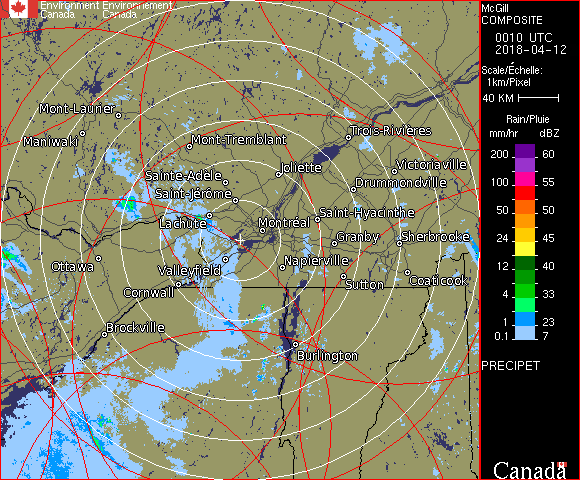 Environment Environnement
Canada Canada
McGill
COMPOSITE
0010 UTC
2018-04-12
Scale/Échelle:
1km/Pixel
40 KM
Rain/Pluie
mm/hr dBZ
200 60
150 57
100 55
50 50
24 45
12 40
4 33
1 23
0.1 7
PRECIPET
Canada
Mont-Laurier
Maniwaki
Mont-Tremblant
Trois-Rivières
Sainte-Adèle
Joliette
Victoriaville
Saint-Jérôme
Drummondville
Lachute
Montréal
Saint-Hyacinthe
Granby
Sherbrooke
Ottawa
Valleyfield
Napierville
Cornwall
Sutton
Coaticook
Brockville
Burlington